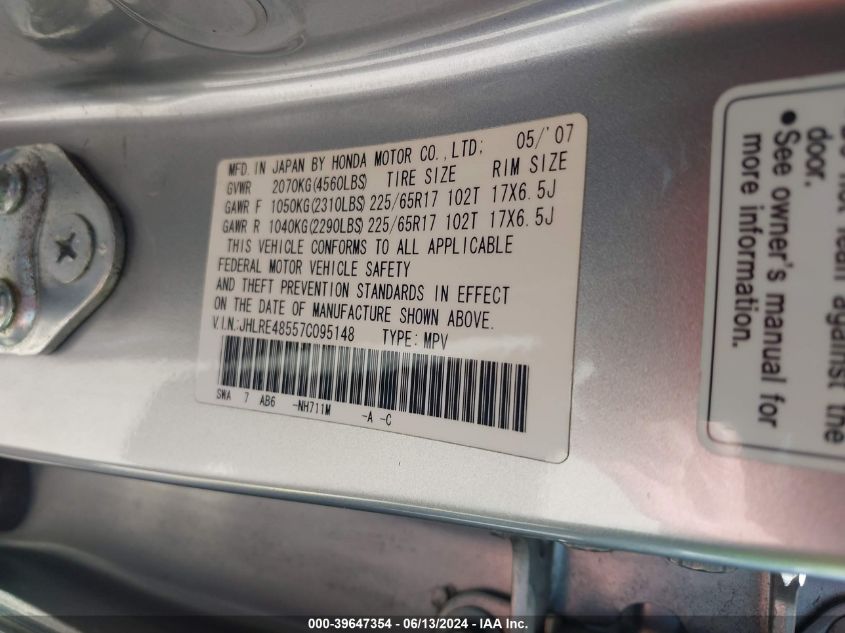 MFD. IN JAPAN BY HONDA MOTOR CO.,LTD; 05/'07
GVWR 2070KG(4560LBS) TIRE SIZE RIM SIZE
GAWR F 1050KG(2310LBS) 225/65R17 102T 17X6.5J
GAWR R 1040KG(2290LBS) 225/65R17 102T 17X6.5J
THIS VEHICLE CONFORMS TO ALL APPLICABLE
FEDERAL MOTOR VEHICLE SAFETY
AND THEFT PREVENTION STANDARDS IN EFFECT
ON THE DATE OF MANUFACTURE SHOWN ABOVE.
V.I.N.:JHLRE48557C095148 TYPE: MPV
SWA 7 AB6 -NH711M -A -C
not lean against the
door.
● See owner's manual for
more information.
000-39647354 - 06/13/2024 - IAA Inc.